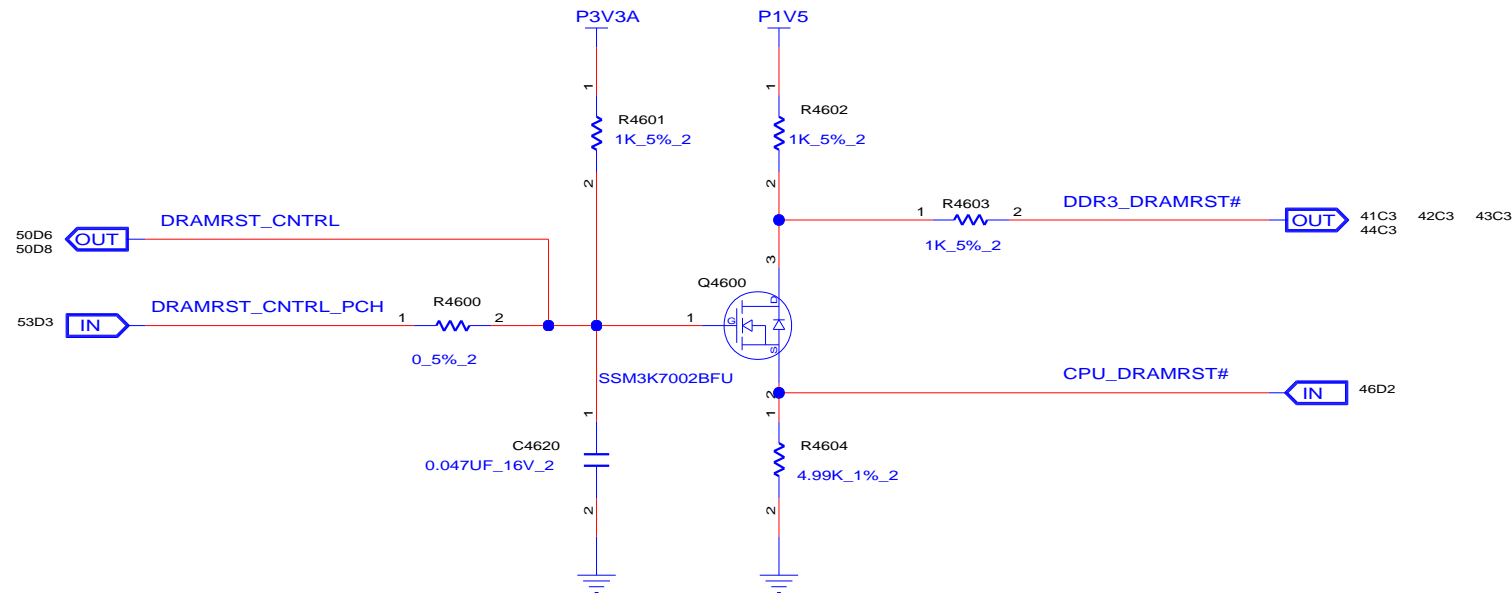 P3V3A
P1V5
1
1
R4601
1K_5%_2
R4602
1K_5%_2
2
2
DRAMRST_CNTRL
50D6
50D8
OUT
R4603
1
2
1K_5%_2
DDR3_DRAMRST#
OUT
41C3 42C3 43C3
44C3
3
Q4600
D
G
S
1
DRAMRST_CNTRL_PCH
53D3
IN
1
R4600
2
0_5%_2
SSM3K7002BFU
2
CPU_DRAMRST#
IN
46D2
1
1
C4620
0.047UF_16V_2
R4604
4.99K_1%_2
2
2